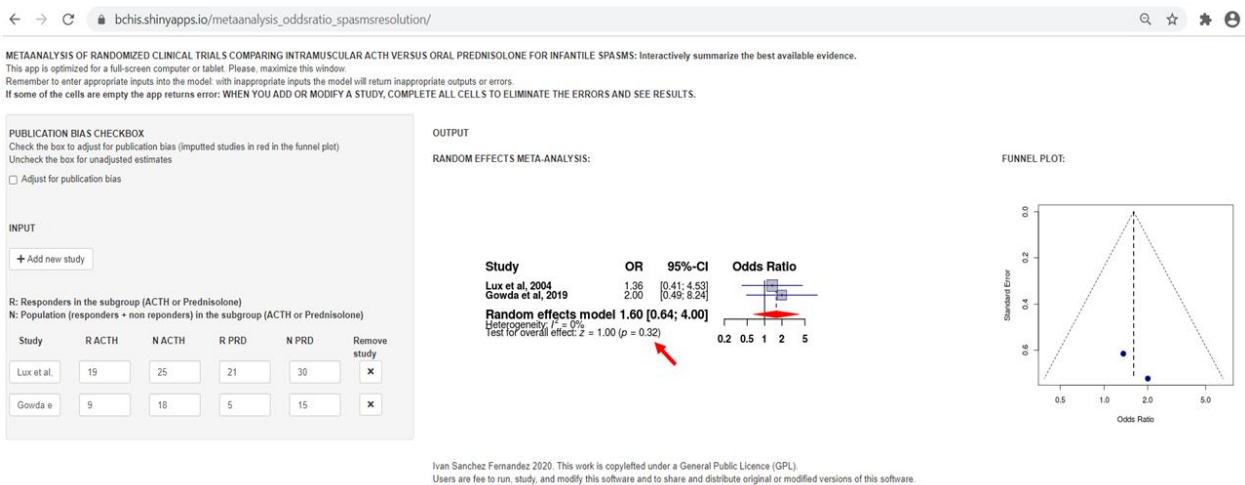 bchis.shinyapps.io/metaanalysis_oddsratio_spasmsresolution/
METAANALYSIS OF RANDOMIZED CLINICAL TRIALS COMPARING INTRAMUSCULAR ACTH VERSUS ORAL PREDNISOLONE FOR INFANTILE SPASMS: Interactively summarize the best available evidence.
This app is optimized for a full-screen computer or tablet. Please, maximize this window.
Remember to enter appropriate inputs into the model: with inappropriate inputs the model will return inappropriate outputs or errors.
If some of the cells are empty the app returns error: WHEN YOU ADD OR MODIFY A STUDY, COMPLETE ALL CELLS TO ELIMINATE THE ERRORS AND SEE RESULTS.
PUBLICATION BIAS CHECKBOX
Check the box to adjust for publication bias (imputted studies in red in the funnel plot)
Uncheck the box for unadjusted estimates
Adjust for publication bias
INPUT
+ Add new study
R: Responders in the subgroup (ACTH or Prednisolone)
N: Population (responders + non reponders) in the subgroup (ACTH or Prednisolone)
Study R ACTH N ACTH R PRD N PRD Remove
study
Lux et al, 19 25 21 30 ×
Gowda e 9 18 5 15 ×
OUTPUT
RANDOM EFFECTS META-ANALYSIS:
Study OR 95%-CI Odds Ratio
Lux et al, 2004 1.36 [0.41; 4.53]
Gowda et al, 2019 2.00 [0.49; 8.24]
Random effects model 1.60 [0.64; 4.00]
Heterogeneity: I² = 0%
Test for overall effect: z = 1.00 (p = 0.32)
0.2 0.5 1 2 5
FUNNEL PLOT:
Standard Error
0.0
0.2
0.4
0.6
0.5 1.0 2.0 5.0
Odds Ratio
Ivan Sanchez Fernandez 2020. This work is copylefted under a General Public Licence (GPL).
Users are fee to run, study, and modify this software and to share and distribute original or modified versions of this software.